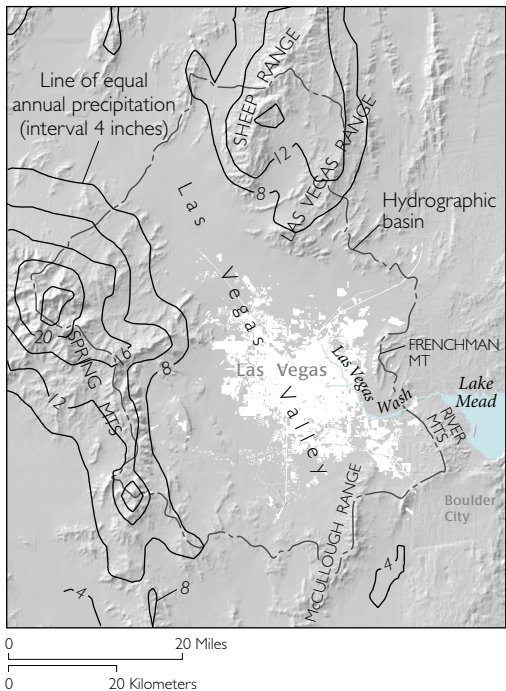 SHEEP RANGE
Line of equal
annual precipitation
(interval 4 inches)
12
8
LAS VEGAS RANGE
Las
Vegas
Valley
Hydrographic
basin
20
SPRING MTS
16
12
8
Las Vegas
Las Vegas
Wash
FRENCHMAN
MT
Lake
Mead
RIVER
MTS
Boulder
City
McCULLOUGH RANGE
4
4
8
0 20 Miles
0 20 Kilometers